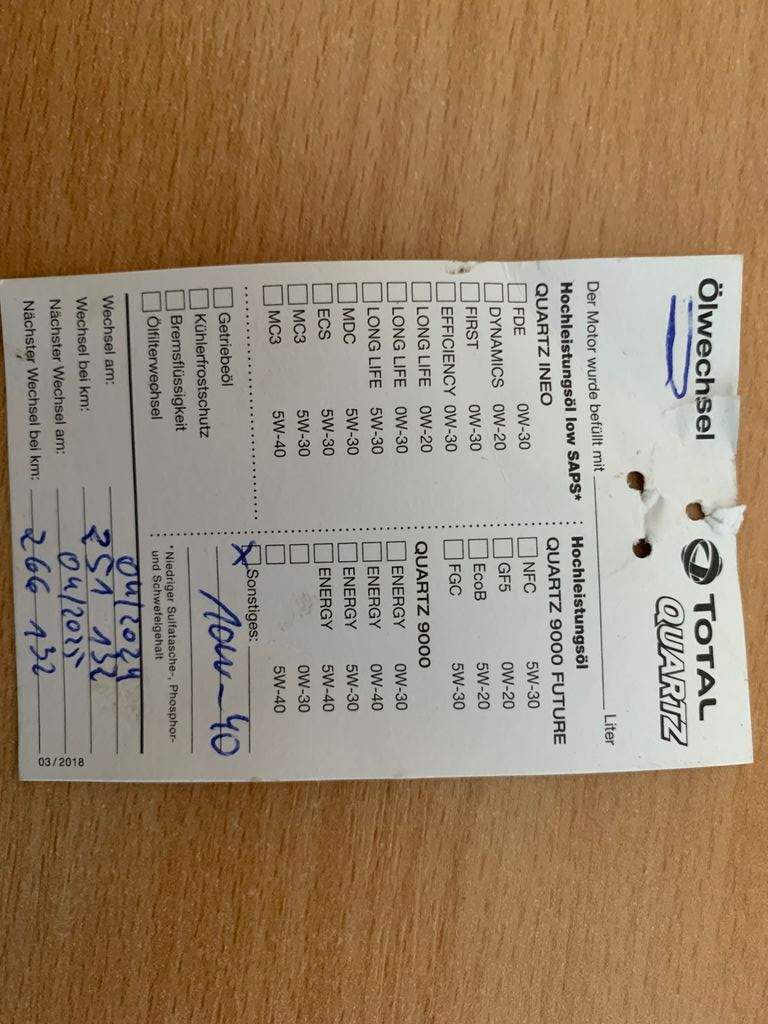 Ölwechsel
TOTAL
QUARTZ
Der Motor wurde befüllt mit ____ Liter
Hochleistungsöl low SAPS*
QUARTZ INEO
FDE 0W-30
DYNAMICS 0W-20
FIRST 0W-30
EFFICIENCY 0W-30
LONG LIFE 0W-20
LONG LIFE 0W-30
LONG LIFE 5W-30
MDC 5W-30
ECS 5W-30
MC3 5W-30
MC3 5W-40
Hochleistungsöl
QUARTZ 9000 FUTURE
NFC 5W-30
GF5 0W-20
EcoB 5W-20
FGC 5W-30
QUARTZ 9000
ENERGY 0W-30
ENERGY 0W-40
ENERGY 5W-30
ENERGY 5W-40
0W-30
5W-40
Getriebeöl
Kühlerfrostschutz
Bremsflüssigkeit
Ölfilterwechsel
X Sonstiges:
10W-40
*Niedriger Sulfatasche-, Phosphor-
und Schwefelgehalt
Wechsel am: 04/2024
Wechsel bei km: 251 132
Nächster Wechsel am: 04/2025
Nächster Wechsel bei km: 266 132
03/2018